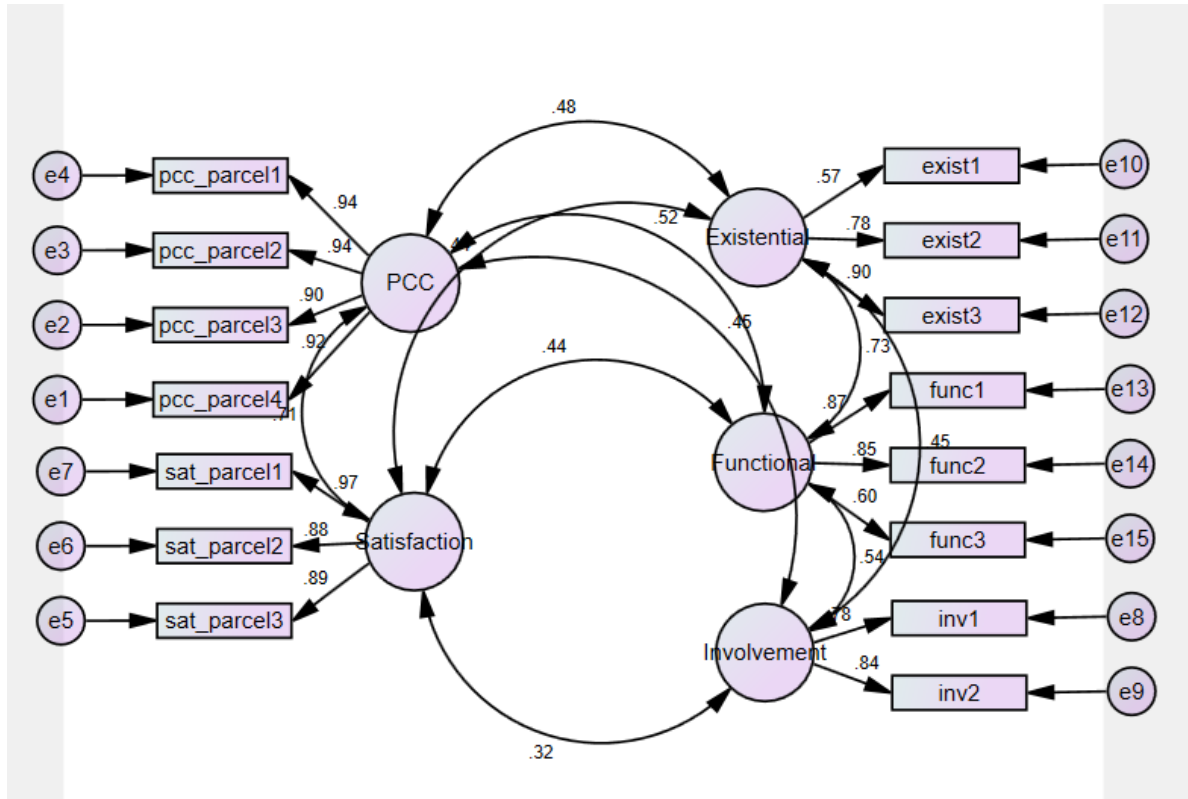 .48
e4 pcc_parcel1 .94
e3 pcc_parcel2 .94
e2 pcc_parcel3 .90
e1 pcc_parcel4 .92
PCC
.71
e7 sat_parcel1 .97
e6 sat_parcel2 .88
e5 sat_parcel3 .89
Satisfaction
.52
.45
.44
.32
Existential
.57 exist1 e10
.78 exist2 e11
.90 exist3 e12
.73
Functional
.87 func1 e13
.85 func2 e14
.60 func3 e15
.45
.54
Involvement
.78 inv1 e8
.84 inv2 e9